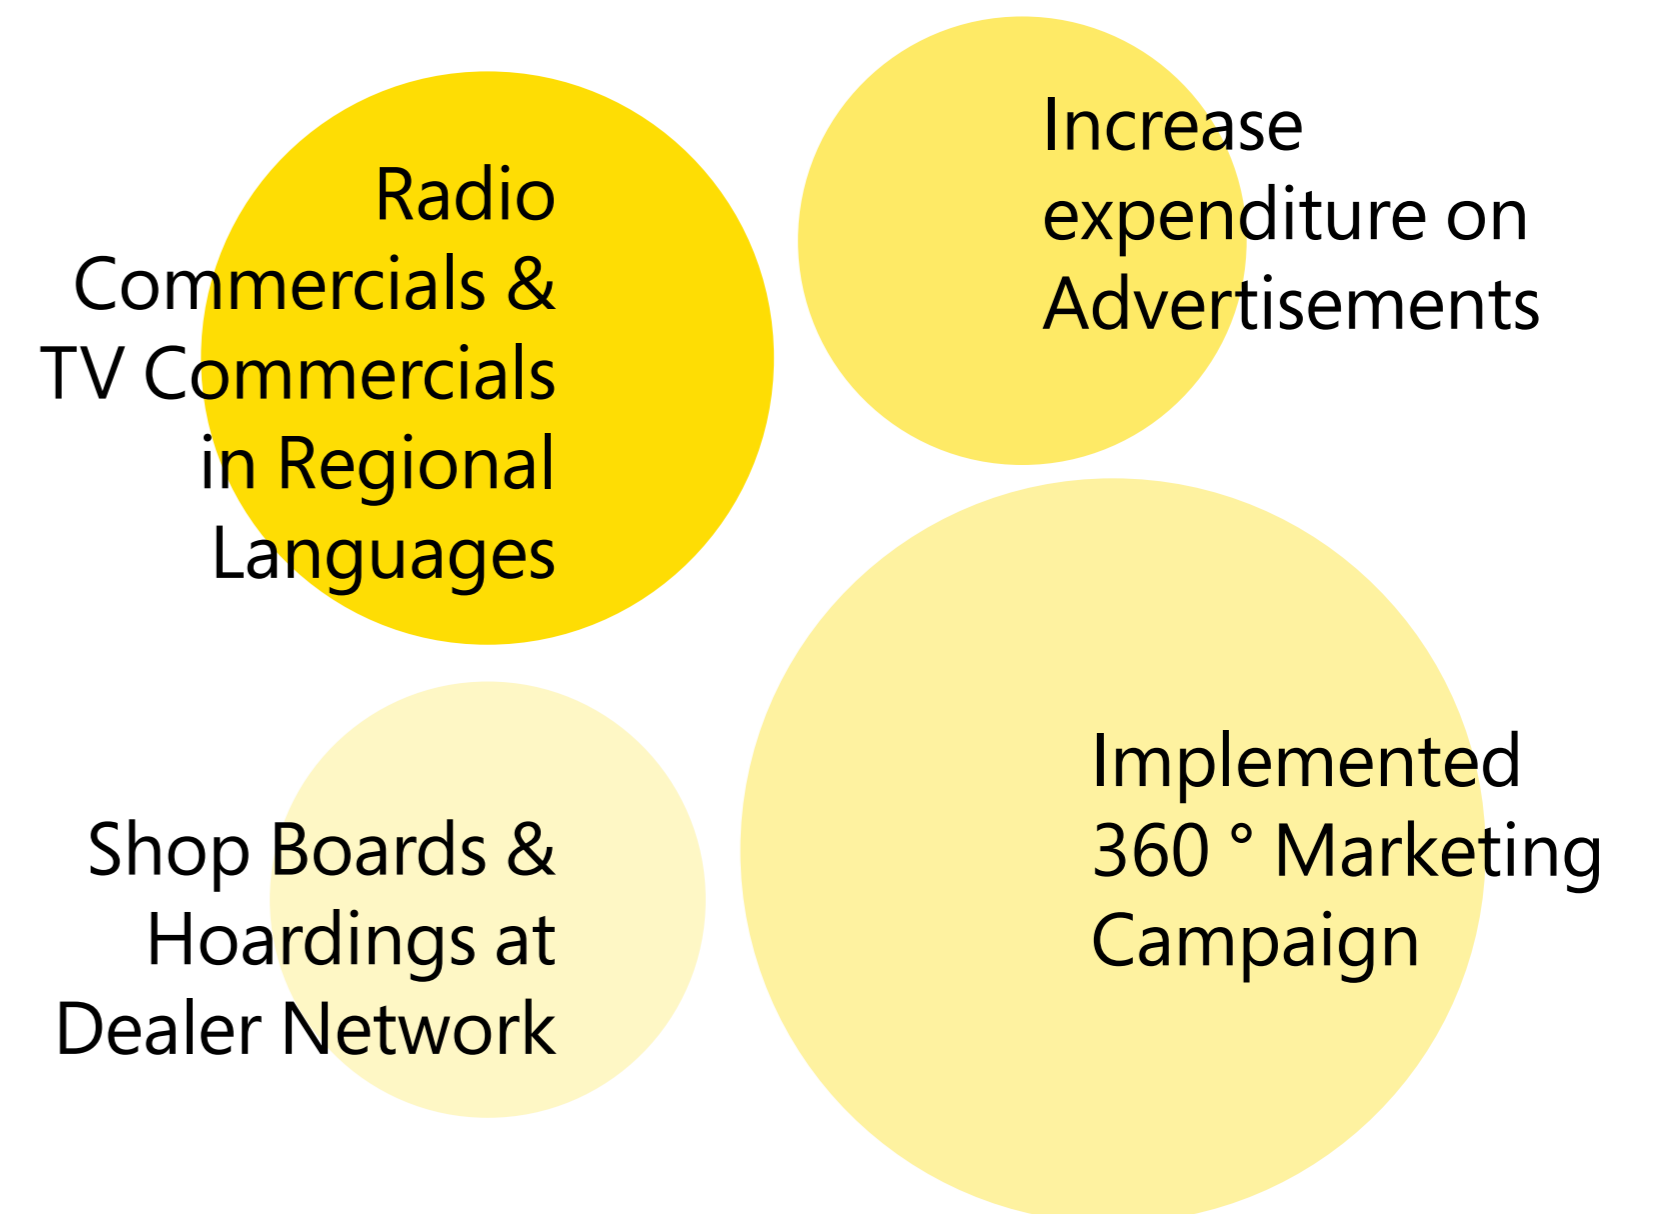 Radio
Commercials &
TV Commercials
in Regional
Languages
Increase
expenditure on
Advertisements
Shop Boards &
Hoardings at
Dealer Network
Implemented
360 ° Marketing
Campaign